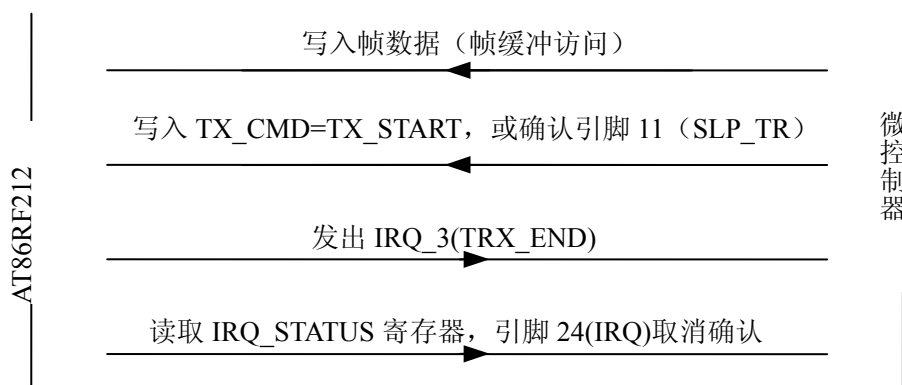 写入帧数据（帧缓冲访问）
写入 TX_CMD=TX_START，或确认引脚 11（SLP_TR）
发出 IRQ_3(TRX_END)
读取 IRQ_STATUS 寄存器，引脚 24(IRQ)取消确认
AT86RF212
微控制器